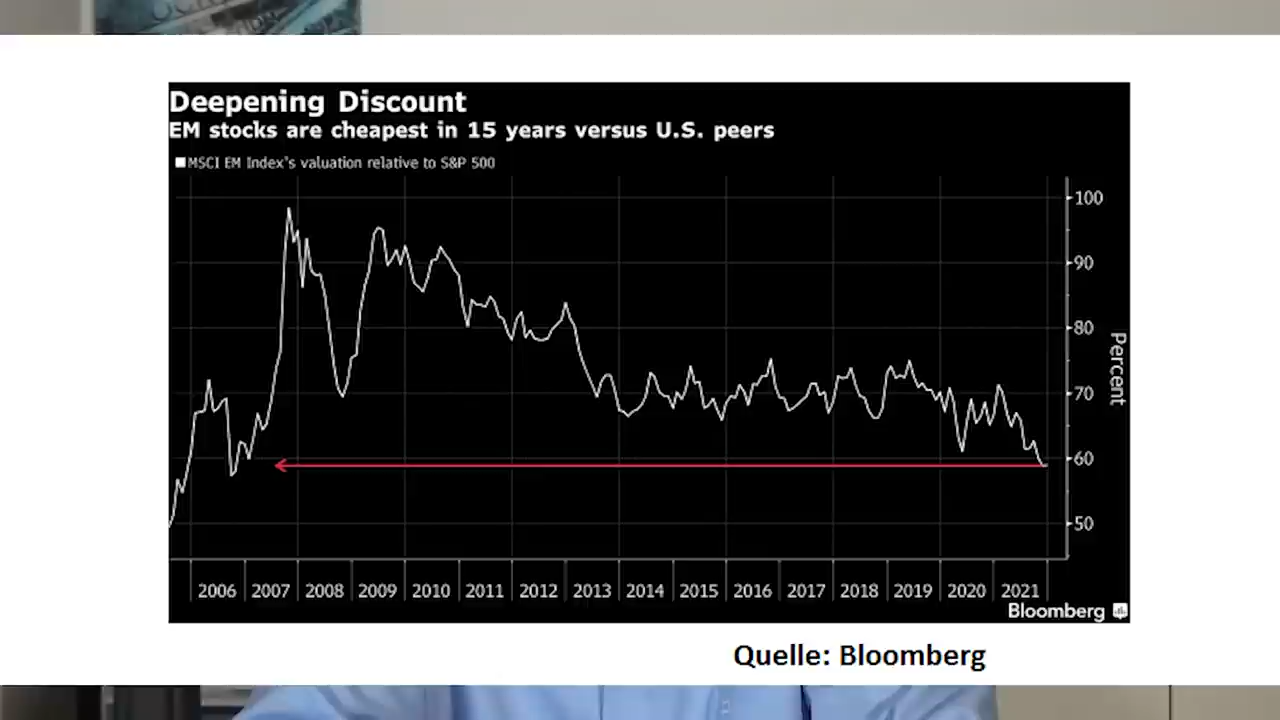 Deepening Discount
EM stocks are cheapest in 15 years versus U.S. peers
MSCI EM Index's valuation relative to S&P 500
100
90
80
70
60
50
Percent
2006 2007 2008 2009 2010 2011 2012 2013 2014 2015 2016 2017 2018 2019 2020 2021
Bloomberg
Quelle: Bloomberg